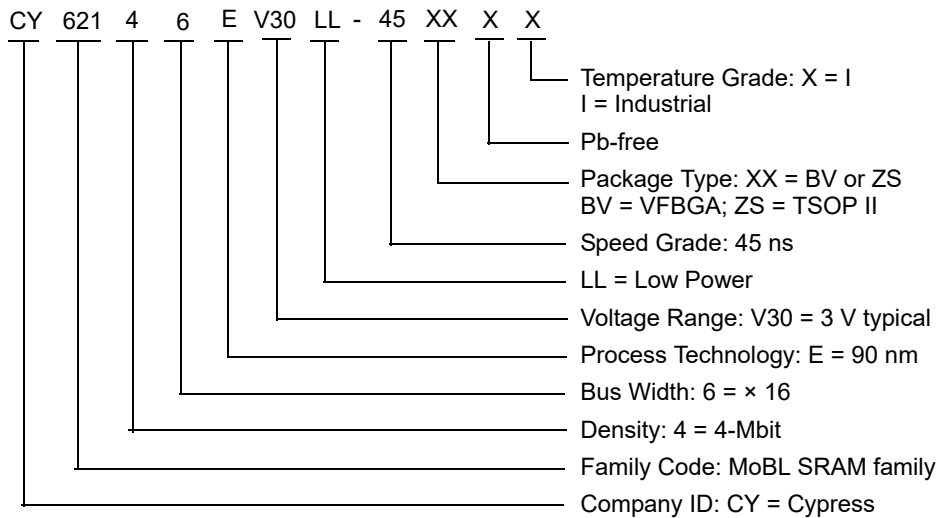 CY 621 4 6 E V30 LL - 45 XX X X
Temperature Grade: X = I
I = Industrial
Pb-free
Package Type: XX = BV or ZS
BV = VFBGA; ZS = TSOP II
Speed Grade: 45 ns
LL = Low Power
Voltage Range: V30 = 3 V typical
Process Technology: E = 90 nm
Bus Width: 6 = × 16
Density: 4 = 4-Mbit
Family Code: MoBL SRAM family
Company ID: CY = Cypress